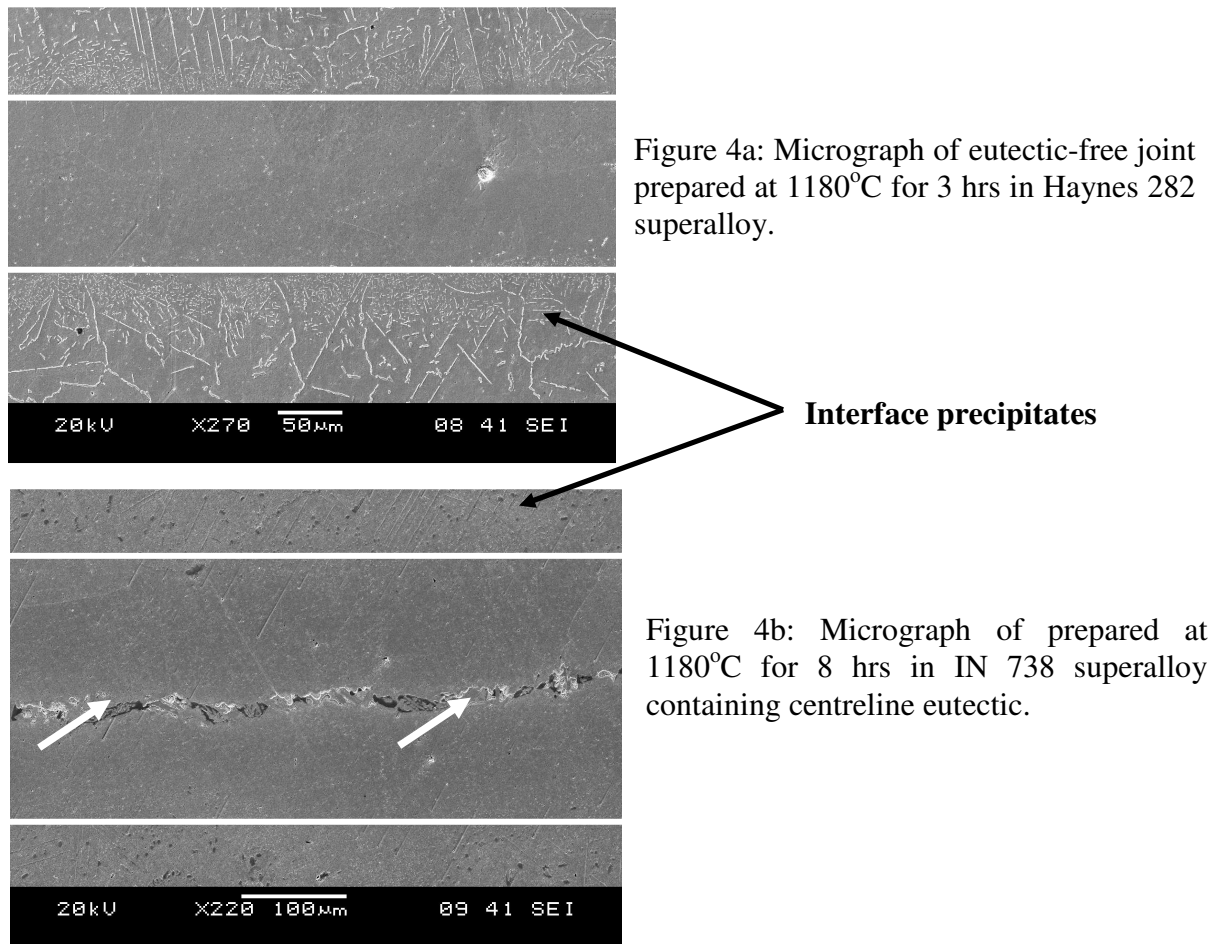 Figure 4a: Micrograph of eutectic-free joint
prepared at 1180°C for 3 hrs in Haynes 282
superalloy.
20kU X270 50μm 08 41 SEI
Interface precipitates
Figure 4b: Micrograph of prepared at
1180°C for 8 hrs in IN 738 superalloy
containing centreline eutectic.
20kU X220 100μm 09 41 SEI